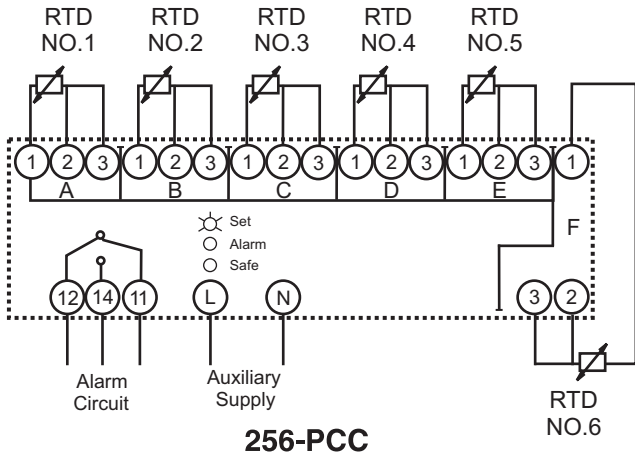 RTD
NO.1
RTD
NO.2
RTD
NO.3
RTD
NO.4
RTD
NO.5
1 2 3 1 2 3 1 2 3 1 2 3 1 2 3 1
A B C D E
F
Set
Alarm
Safe
12 14 11 L N 3 2
Alarm
Circuit
Auxiliary
Supply
RTD
NO.6
256-PCC